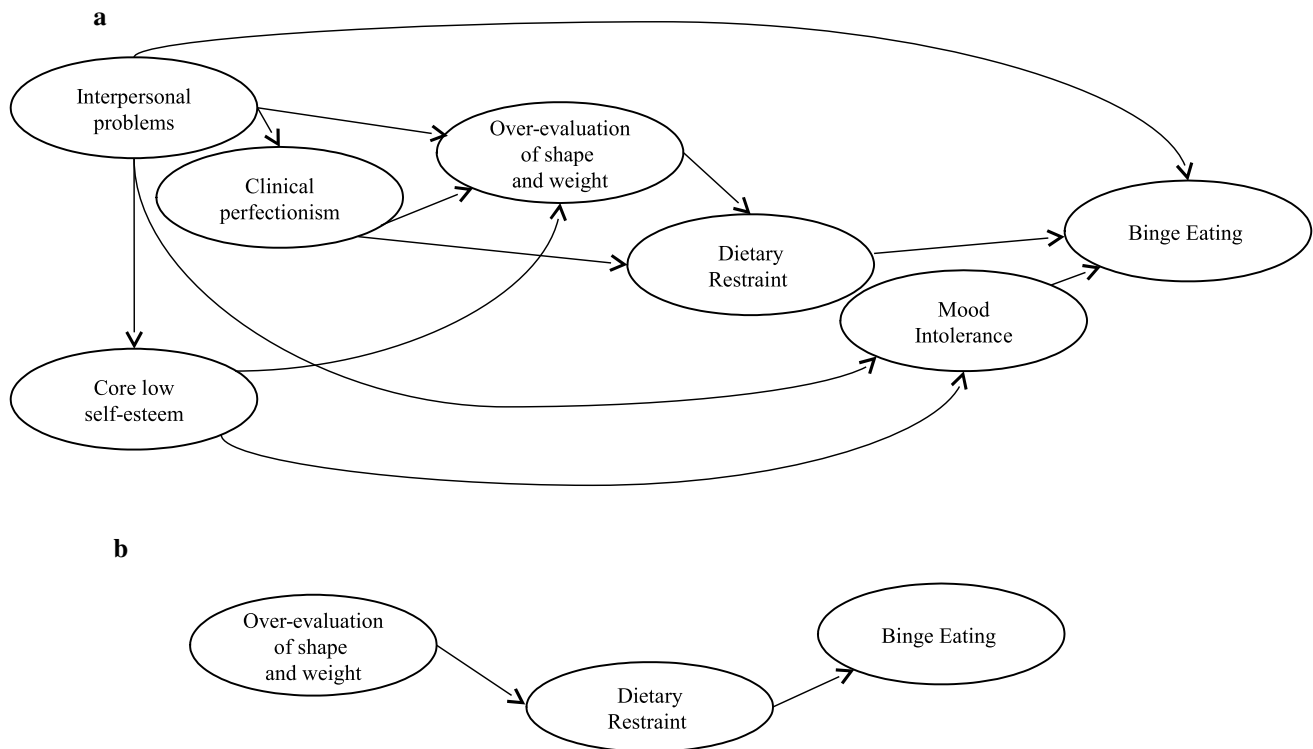 a
Interpersonal
problems
Over-evaluation
of shape
and weight
Clinical
perfectionism
Binge Eating
Dietary
Restraint
Mood
Intolerance
Core low
self-esteem
b
Over-evaluation
of shape
and weight
Binge Eating
Dietary
Restraint